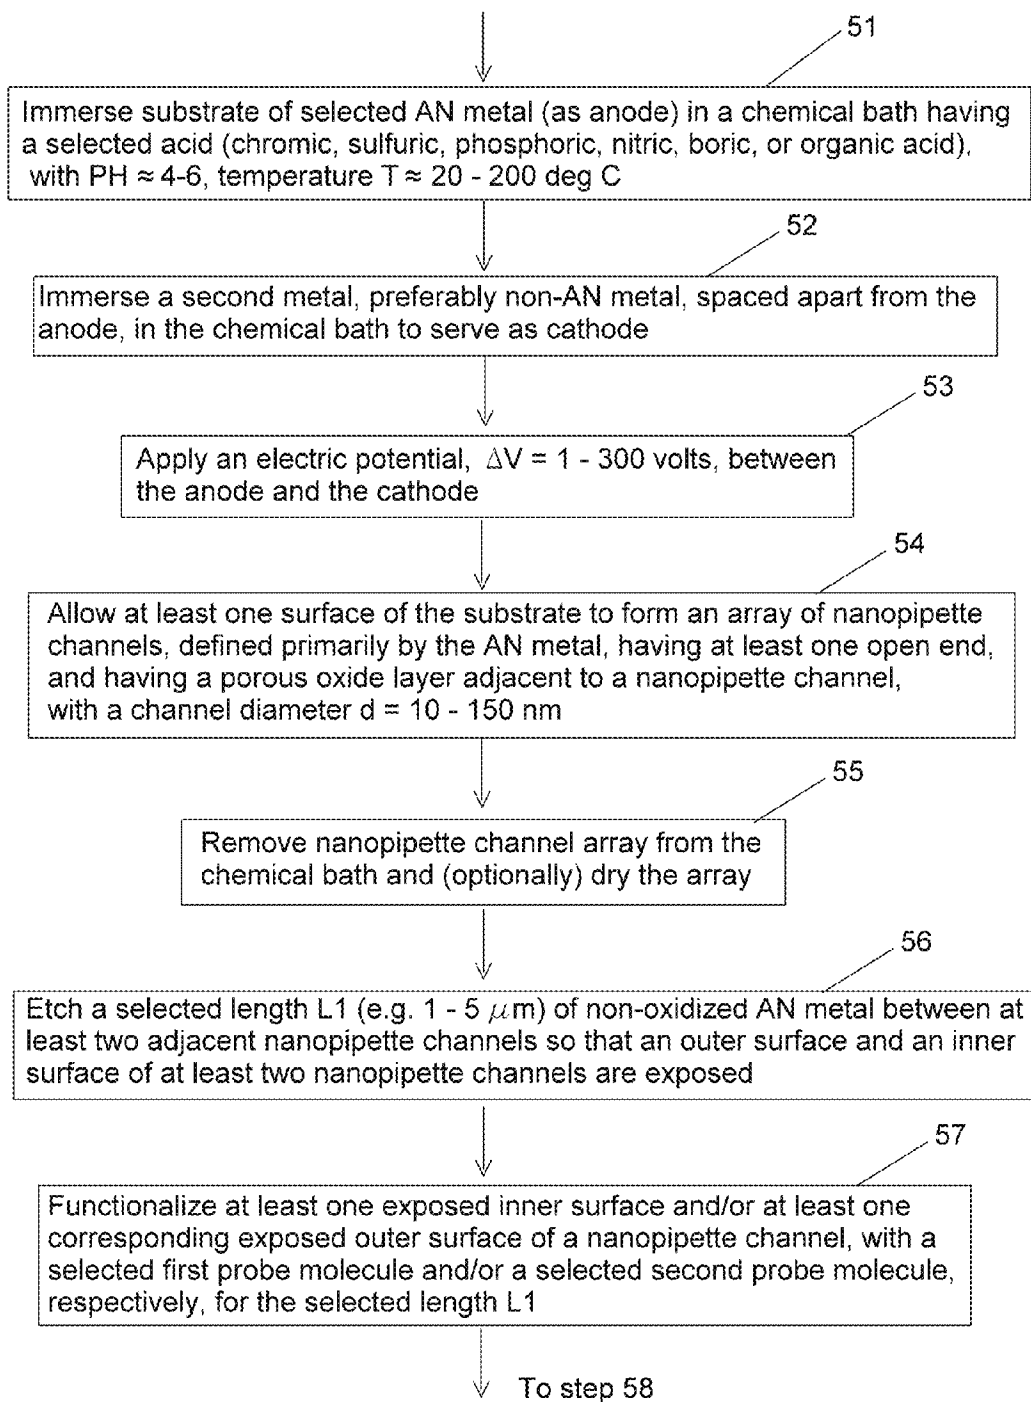 51
Immerse substrate of selected AN metal (as anode) in a chemical bath having
a selected acid (chromic, sulfuric, phosphoric, nitric, boric, or organic acid),
with PH ≈ 4-6, temperature T ≈ 20 - 200 deg C
52
Immerse a second metal, preferably non-AN metal, spaced apart from the
anode, in the chemical bath to serve as cathode
53
Apply an electric potential, ΔV = 1 - 300 volts, between
the anode and the cathode
54
Allow at least one surface of the substrate to form an array of nanopipette
channels, defined primarily by the AN metal, having at least one open end,
and having a porous oxide layer adjacent to a nanopipette channel,
with a channel diameter d = 10 - 150 nm
55
Remove nanopipette channel array from the
chemical bath and (optionally) dry the array
56
Etch a selected length L1 (e.g. 1 - 5 μm) of non-oxidized AN metal between at
least two adjacent nanopipette channels so that an outer surface and an inner
surface of at least two nanopipette channels are exposed
57
Functionalize at least one exposed inner surface and/or at least one
corresponding exposed outer surface of a nanopipette channel, with a
selected first probe molecule and/or a selected second probe molecule,
respectively, for the selected length L1
To step 58